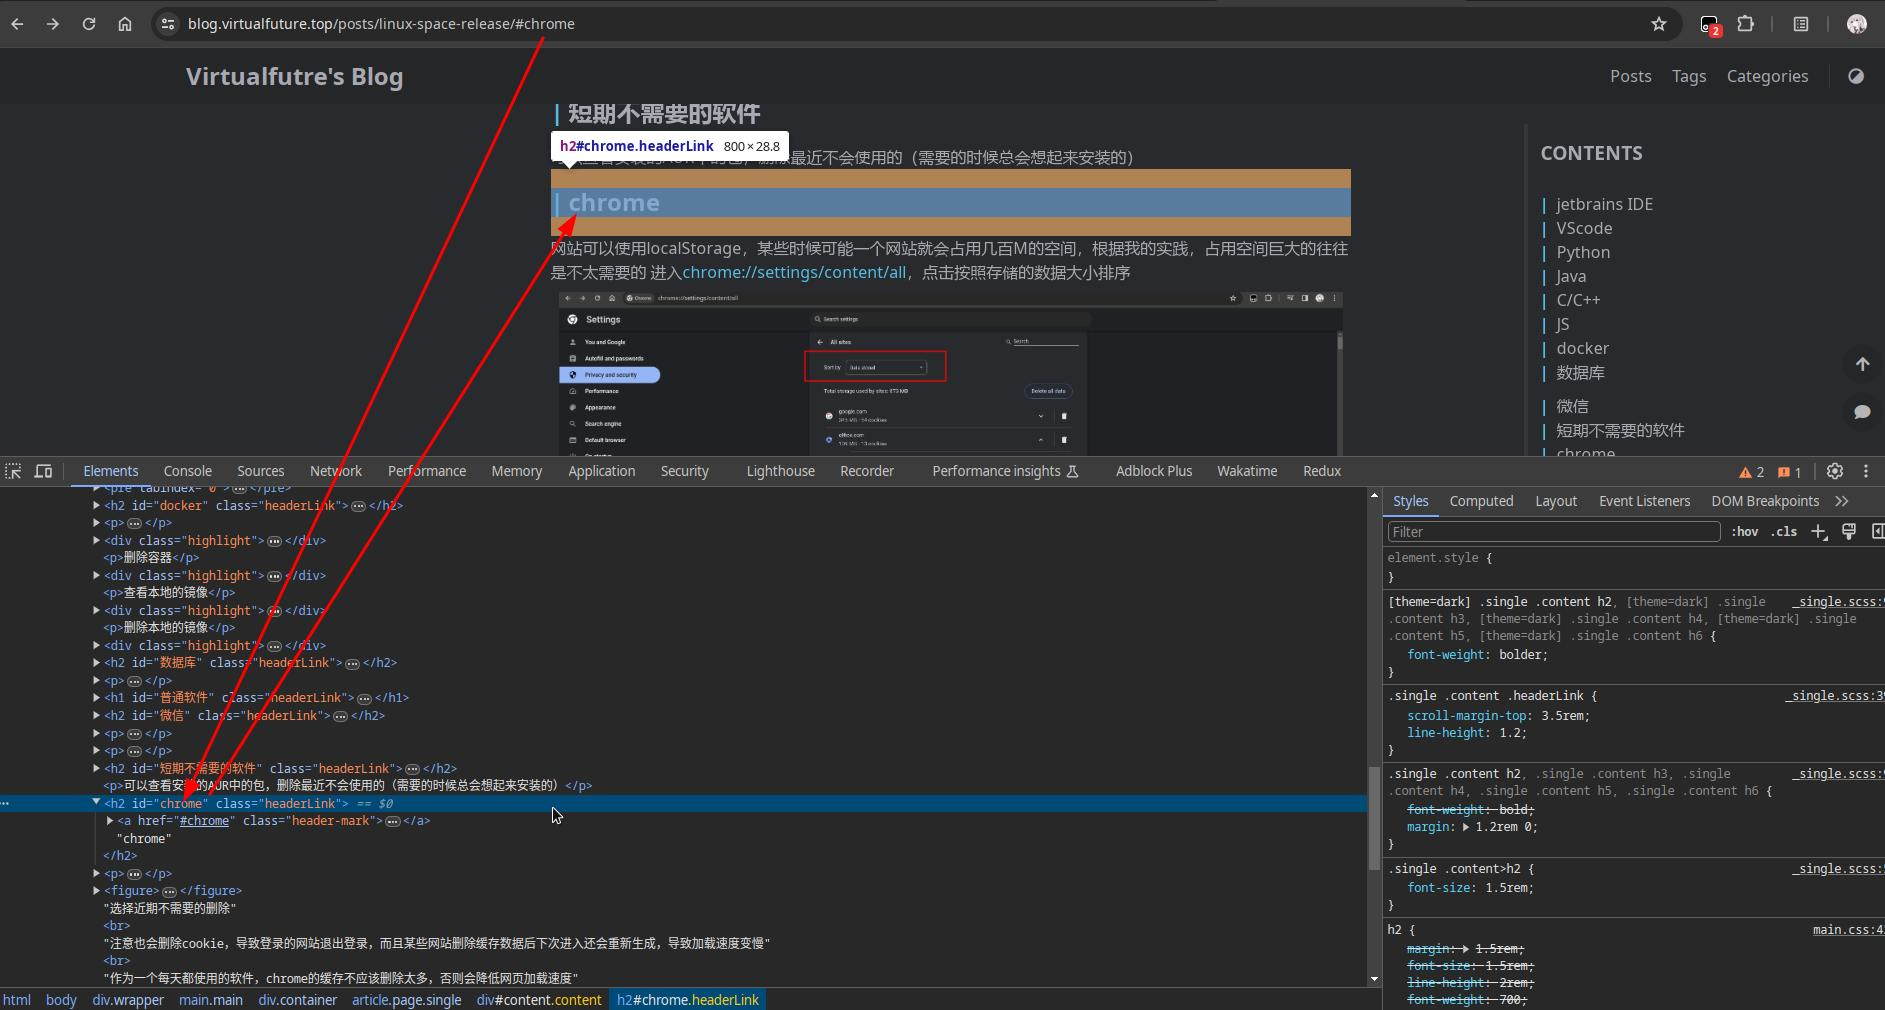 blog.virtualfuture.top/posts/linux-space-release/#chrome
2
Virtualfutre's Blog
Posts Tags Categories
短期不需要的软件
h2#chrome.headerLink 800 × 28.8
最近不会使用的（需要的时候总会想起来安装的）
chrome
网站可以使用localStorage，某些时候可能一个网站就会占用几百M的空间，根据我的实践，占用空间巨大的往往
是不太需要的 进入chrome://settings/content/all，点击按照存储的数据大小排序
Chrome chrome://settings/content/all
Settings
Search settings
You and Google
Autofill and passwords
Privacy and security
Performance
Appearance
Search engine
Default browser
All sites
Search
Sort by Data stored
Total storage used by sites: 873 MB
Delete all data
google.com
office.com
CONTENTS
jetbrains IDE
VScode
Python
Java
C/C++
JS
docker
数据库
微信
短期不需要的软件
chrome
Elements Console Sources Network Performance Memory Application Security Lighthouse Recorder Performance insights Adblock Plus Wakatime Redux 2 1
<pre tabindex="0">…</pre>
<h2 id="docker" class="headerLink">…</h2>
<p>…</p>
<div class="highlight">…</div>
<p>删除容器</p>
<div class="highlight">…</div>
<p>查看本地的镜像</p>
<div class="highlight">…</div>
<p>删除本地的镜像</p>
<div class="highlight">…</div>
<h2 id="数据库" class="headerLink">…</h2>
<p>…</p>
<h1 id="普通软件" class="headerLink">…</h1>
<h2 id="微信" class="headerLink">…</h2>
<p>…</p>
<p>…</p>
<h2 id="短期不需要的软件" class="headerLink">…</h2>
<p>可以查看安装的AUR中的包，删除最近不会使用的（需要的时候总会想起来安装的）</p>
<h2 id="chrome" class="headerLink"> == $0
<a href="#chrome" class="header-mark">…</a>
"chrome"
</h2>
<p>…</p>
<figure>…</figure>
"选择近期不需要的删除"
<br>
"注意也会删除cookie，导致登录的网站退出登录，而且某些网站删除缓存数据后下次进入还会重新生成，导致加载速度变慢"
<br>
"作为一个每天都使用的软件，chrome的缓存不应该删除太多，否则会降低网页加载速度"
html body div.wrapper main.main div.container article.page.single div#content.content h2#chrome.headerLink
Styles Computed Layout Event Listeners DOM Breakpoints
Filter :hov .cls
element.style {
}
[theme=dark] .single .content h2, [theme=dark] .single _single.scss:
.content h3, [theme=dark] .single .content h4, [theme=dark] .single
.content h5, [theme=dark] .single .content h6 {
font-weight: bolder;
}
.single .content .headerLink { _single.scss:3
scroll-margin-top: 3.5rem;
line-height: 1.2;
}
.single .content h2, .single .content h3, .single _single.scss:
.content h4, .single .content h5, .single .content h6 {
font-weight: bold;
margin: 1.2rem 0;
}
.single .content>h2 { _single.scss:
font-size: 1.5rem;
}
h2 { main.css:4
margin: 1.5rem;
font-size: 1.5rem;
line-height: 2rem;
font-weight: 700;